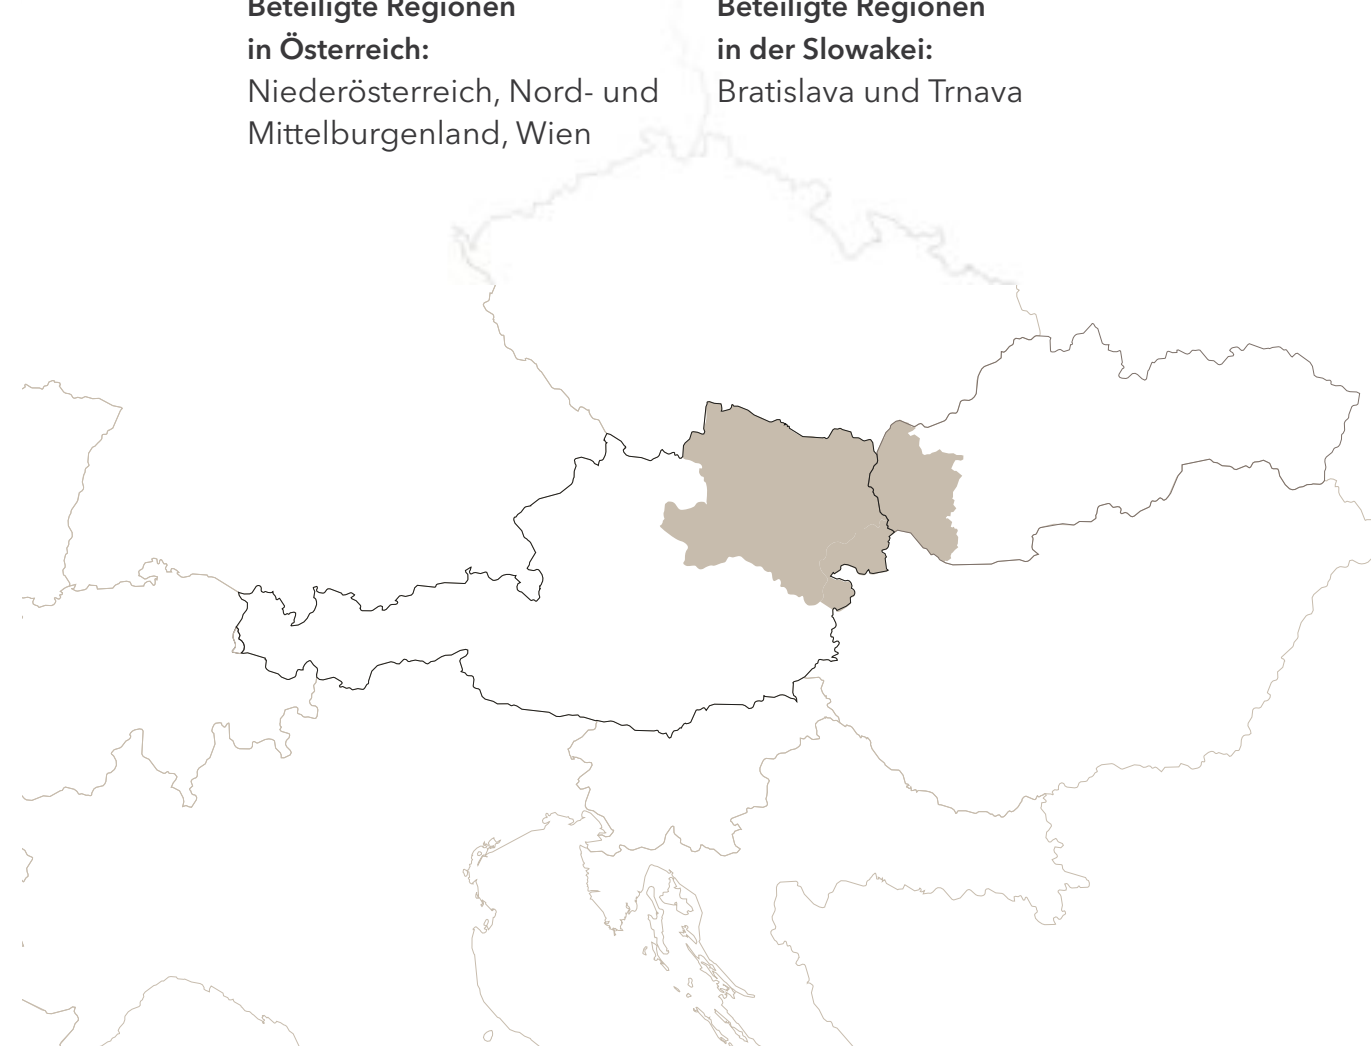 Beteiligte Regionen
in Österreich:
Niederösterreich, Nord- und
Mittelburgenland, Wien
Beteiligte Regionen
in der Slowakei:
Bratislava und Trnava